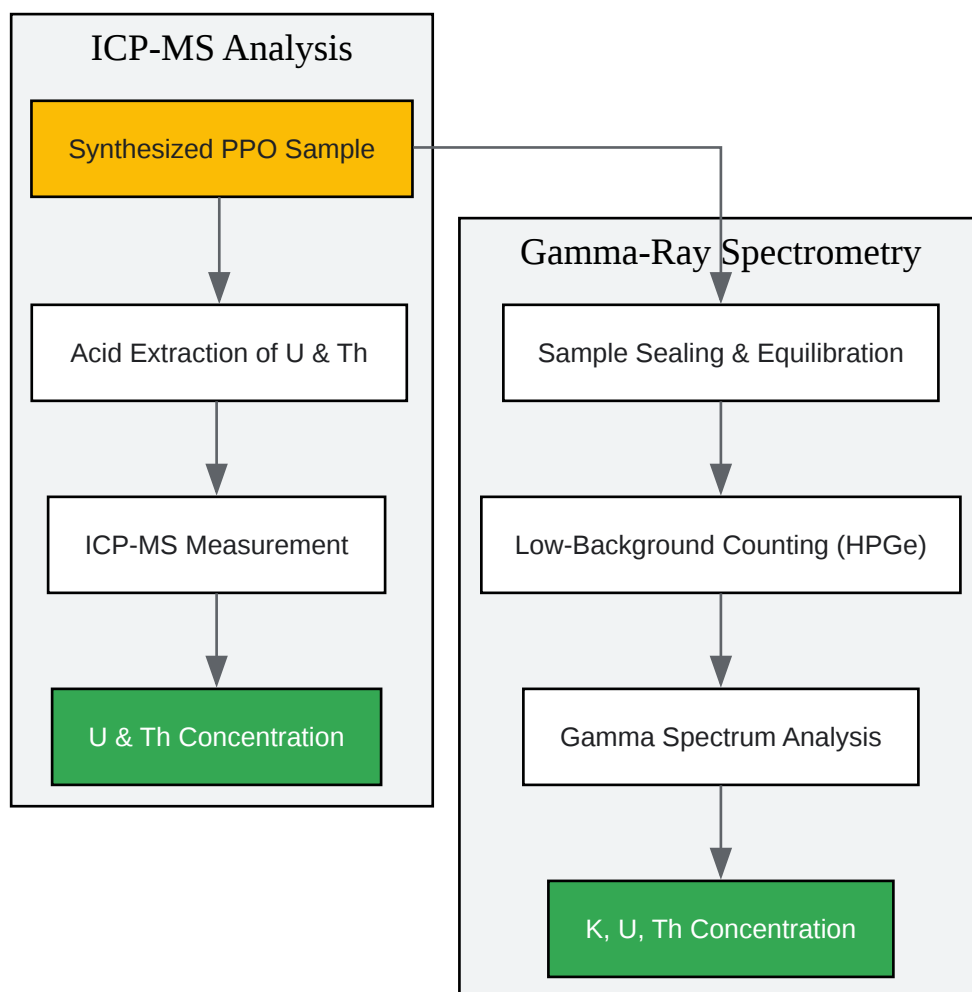 ICP-MS Analysis
Synthesized PPO Sample
Acid Extraction of U & Th
ICP-MS Measurement
U & Th Concentration
Gamma-Ray Spectrometry
Sample Sealing & Equilibration
Low-Background Counting (HPGe)
Gamma Spectrum Analysis
K, U, Th Concentration